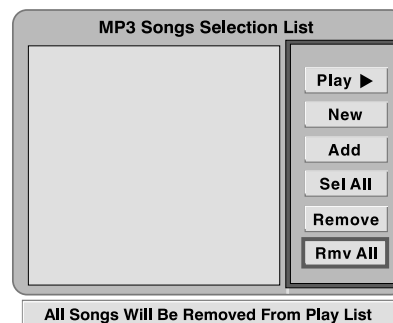 MP3 Songs Selection List
Play ▶
New
Add
Sel All
Remove
Rmv All
All Songs Will Be Removed From Play List